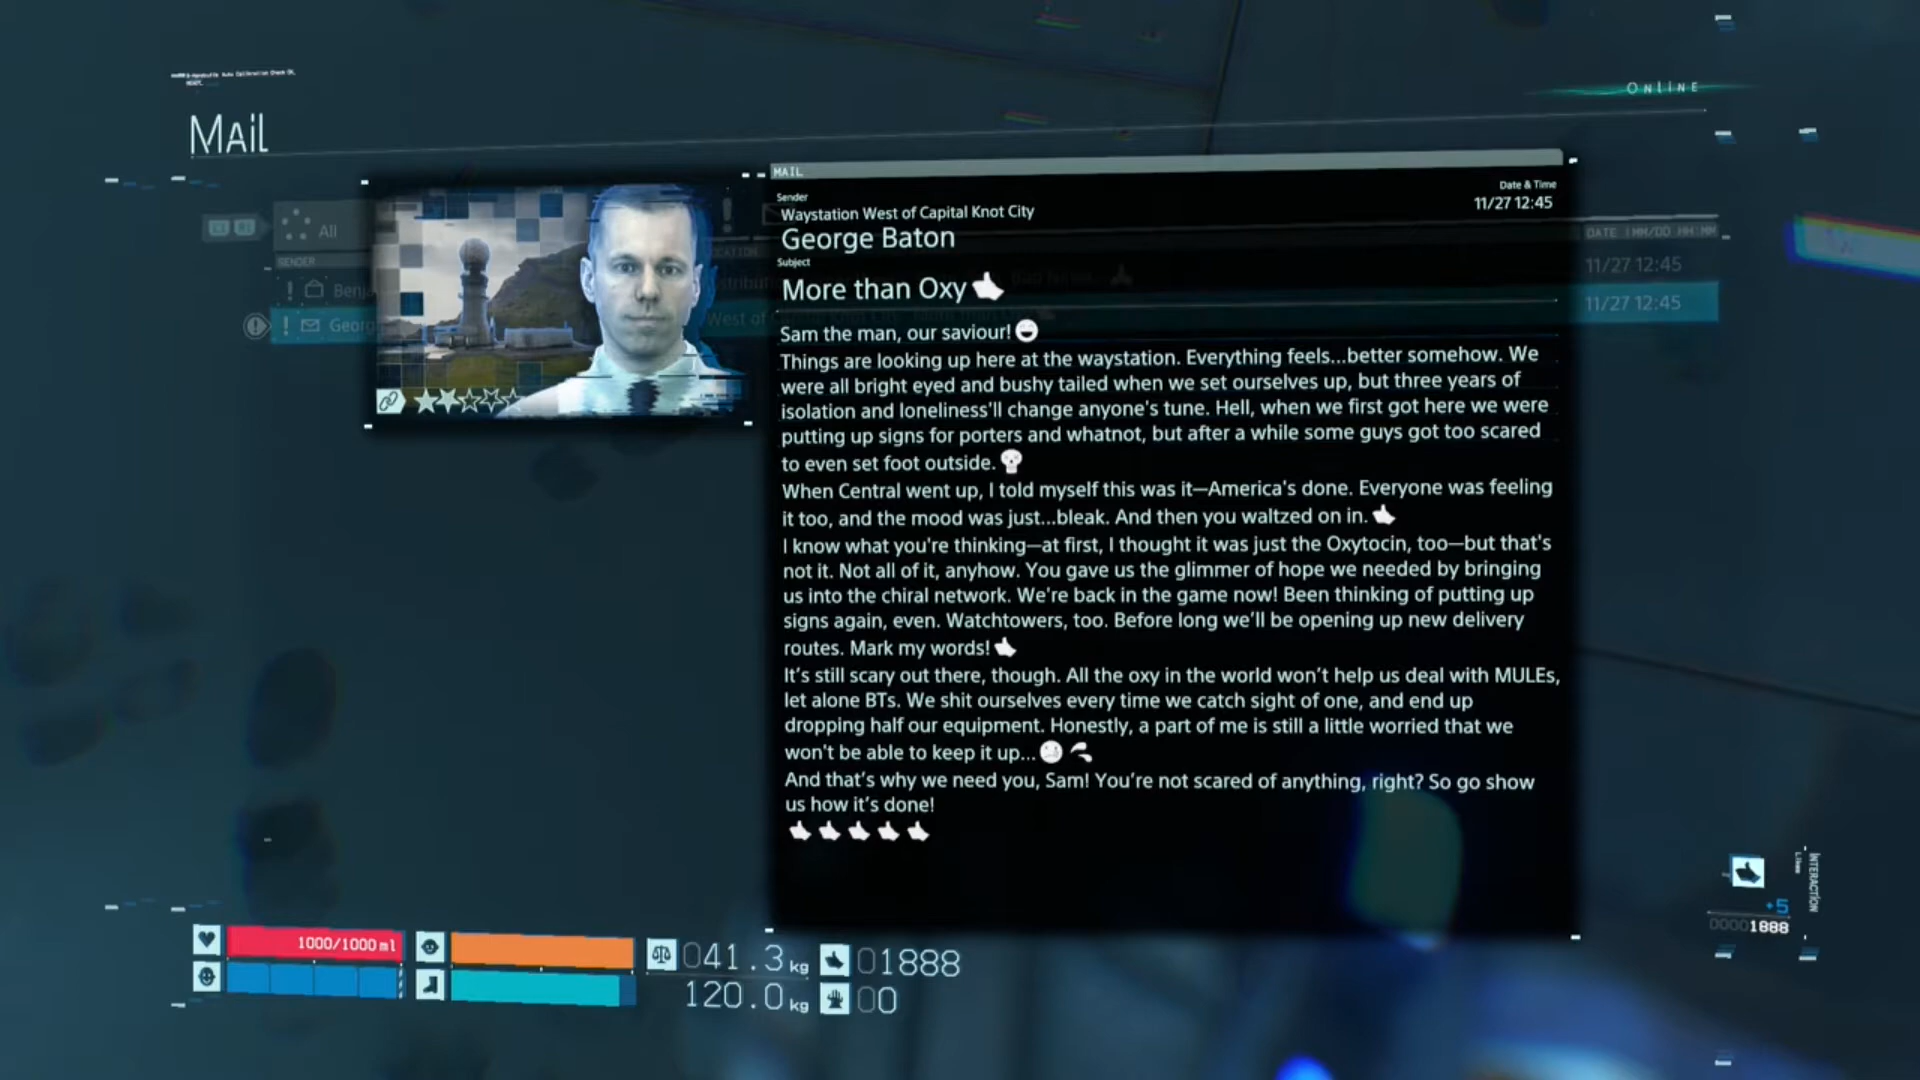 Mail
ONLINE
L1 R1
All
SENDER
Benj
Georg
MAIL
Sender
Waystation West of Capital Knot City
George Baton
Subject
More than Oxy
Date & Time
11/27 12:45
DATE (MM/DD HH:MM
11/27 12:45
11/27 12:45
Sam the man, our saviour!
Things are looking up here at the waystation. Everything feels...better somehow. We
were all bright eyed and bushy tailed when we set ourselves up, but three years of
isolation and loneliness'll change anyone's tune. Hell, when we first got here we were
putting up signs for porters and whatnot, but after a while some guys got too scared
to even set foot outside.
When Central went up, I told myself this was it—America's done. Everyone was feeling
it too, and the mood was just...bleak. And then you waltzed on in.
I know what you're thinking—at first, I thought it was just the Oxytocin, too—but that's
not it. Not all of it, anyhow. You gave us the glimmer of hope we needed by bringing
us into the chiral network. We're back in the game now! Been thinking of putting up
signs again, even. Watchtowers, too. Before long we'll be opening up new delivery
routes. Mark my words!
It's still scary out there, though. All the oxy in the world won't help us deal with MULEs,
let alone BTs. We shit ourselves every time we catch sight of one, and end up
dropping half our equipment. Honestly, a part of me is still a little worried that we
won't be able to keep it up...
And that's why we need you, Sam! You're not scared of anything, right? So go show
us how it's done!
INTERACTION
Likes
+5
00001888
1000/1000 ml
041.3 kg
120.0 kg
01888
00